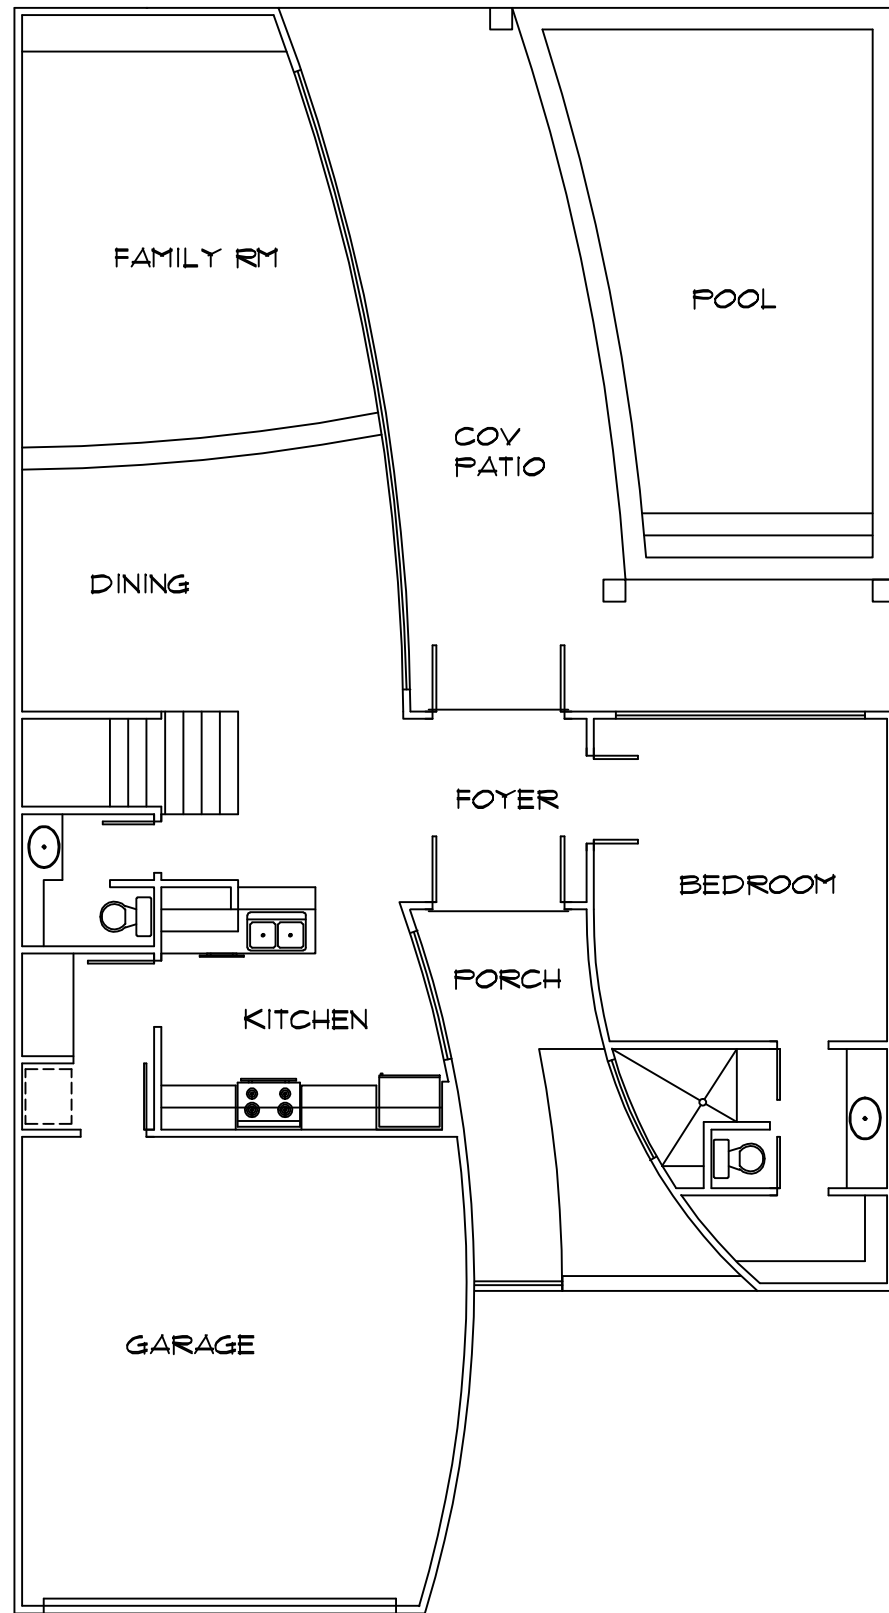 FAMILY RM
POOL
COV
PATIO
DINING
FOYER
BEDROOM
PORCH
KITCHEN
GARAGE